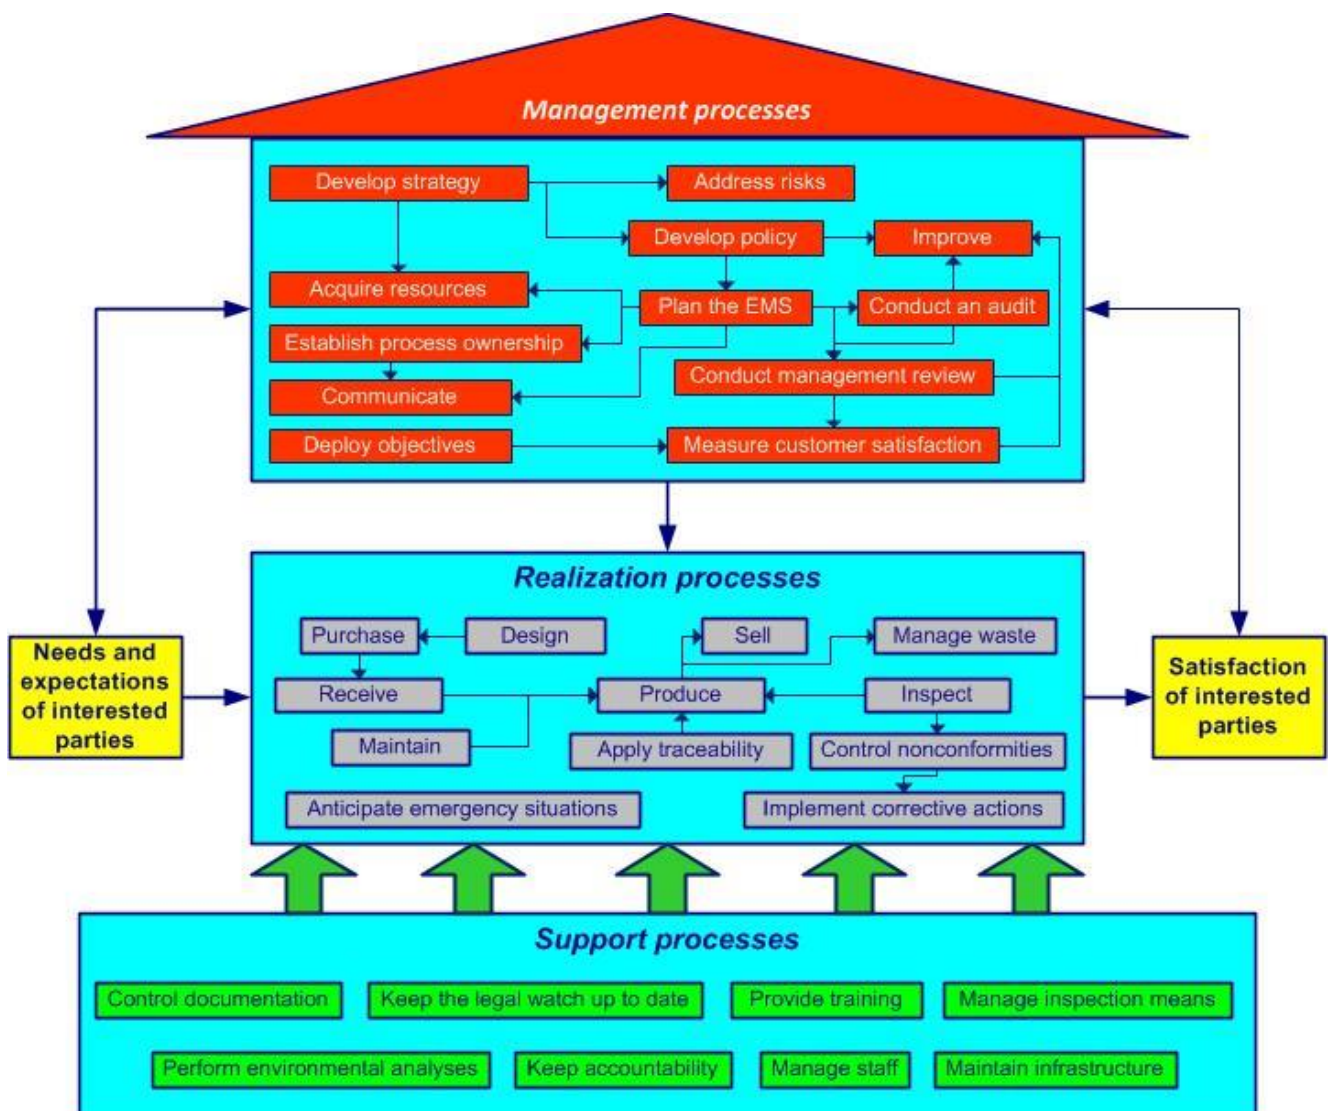 Management processes
Develop strategy
Address risks
Develop policy
Improve
Acquire resources
Plan the EMS
Conduct an audit
Establish process ownership
Conduct management review
Communicate
Deploy objectives
Measure customer satisfaction
Realization processes
Purchase
Design
Sell
Manage waste
Needs and
expectations
of interested
parties
Satisfaction
of interested
parties
Receive
Produce
Inspect
Maintain
Apply traceability
Control nonconformities
Anticipate emergency situations
Implement corrective actions
Support processes
Control documentation
Keep the legal watch up to date
Provide training
Manage inspection means
Perform environmental analyses
Keep accountability
Manage staff
Maintain infrastructure